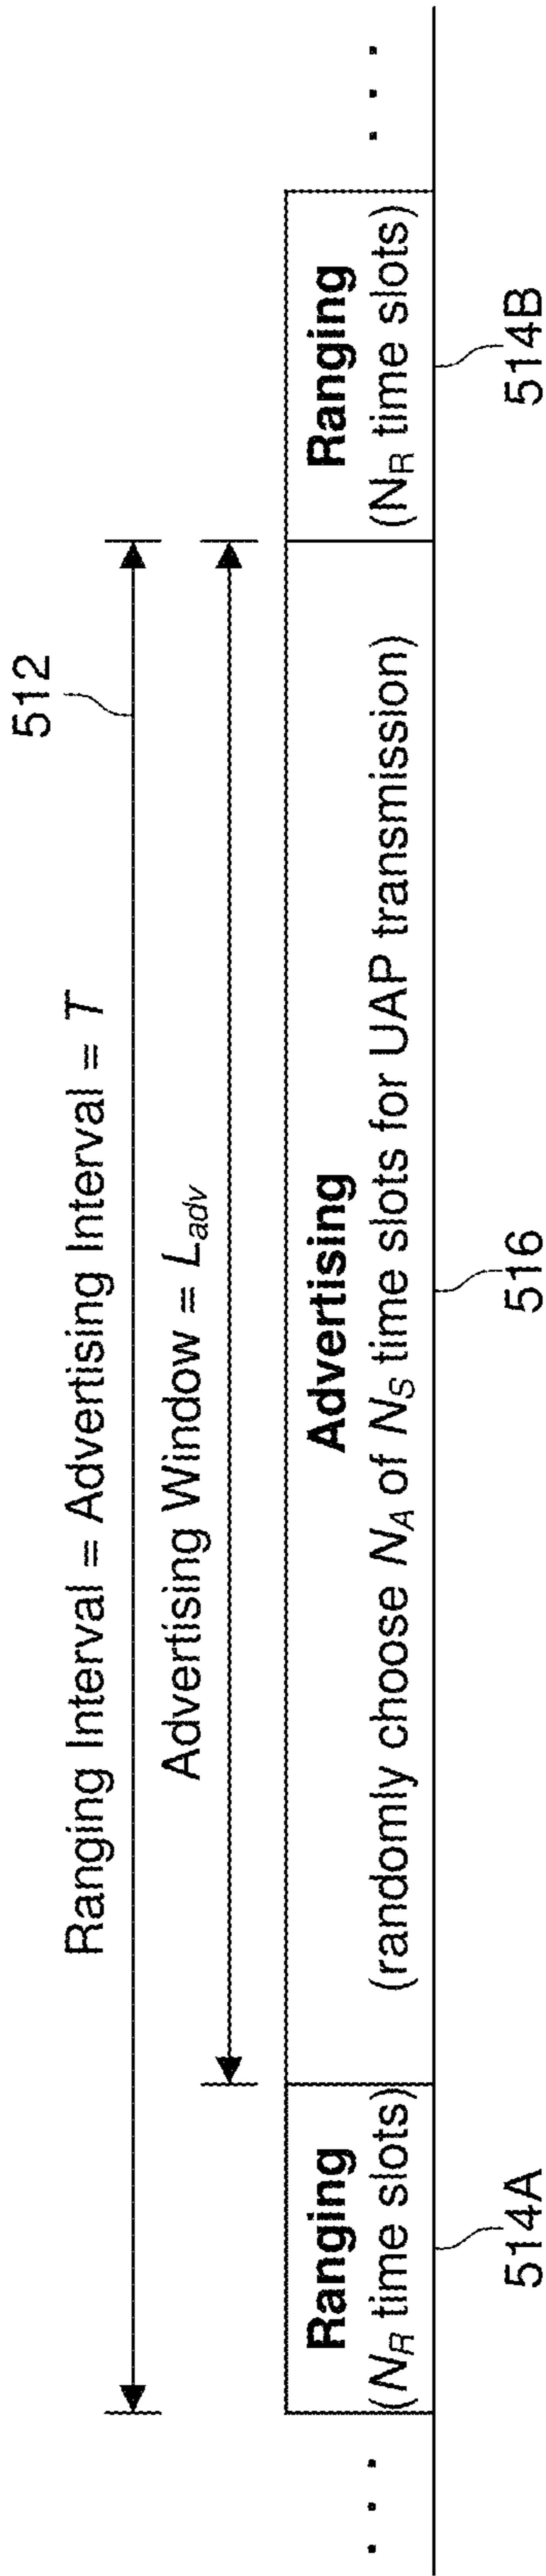 512
Ranging Interval = Advertising Interval = T
Advertising Window = L_adv
. . .
Ranging
(N_R time slots)
Advertising
(randomly choose N_A of N_S time slots for UAP transmission)
Ranging
(N_R time slots)
. . .
514A
516
514B